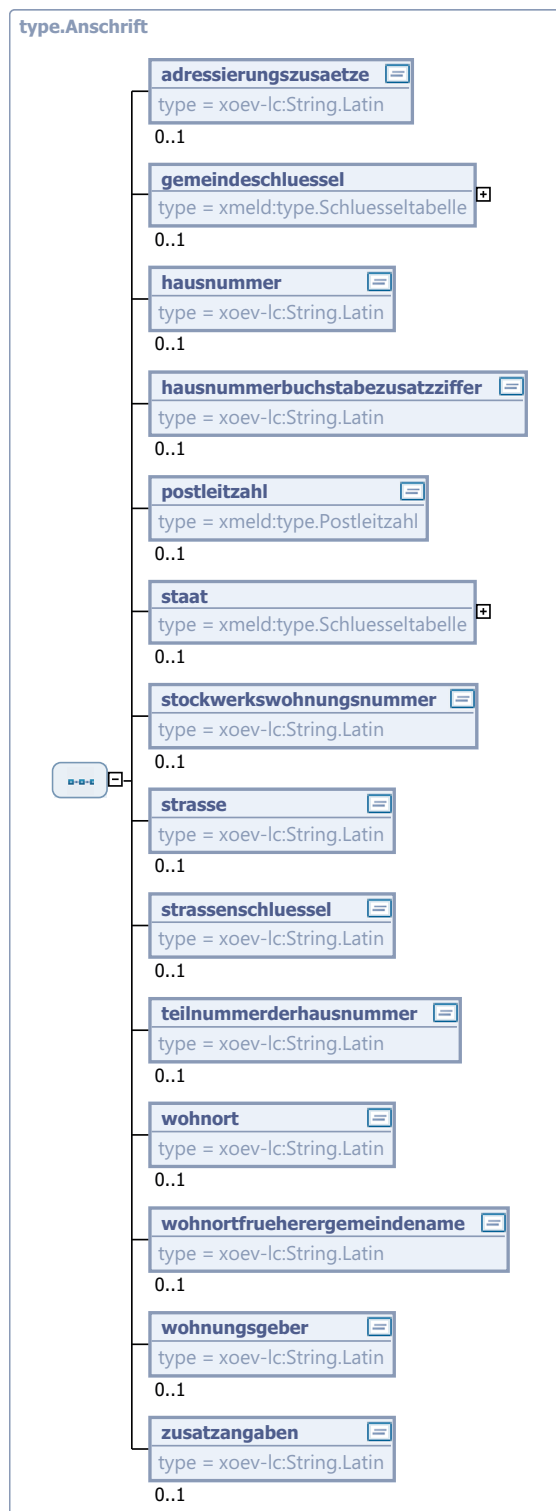 type.Anschrift
adressierungszusaetze
type = xoev-lc:String.Latin
0..1
gemeindeschluessel
type = xmeld:type.Schluesseltabelle
0..1
hausnummer
type = xoev-lc:String.Latin
0..1
hausnummerbuchstabezusatzziffer
type = xoev-lc:String.Latin
0..1
postleitzahl
type = xmeld:type.Postleitzahl
0..1
staat
type = xmeld:type.Schluesseltabelle
0..1
stockwerkswohnungsnummer
type = xoev-lc:String.Latin
0..1
strasse
type = xoev-lc:String.Latin
0..1
strassenschluessel
type = xoev-lc:String.Latin
0..1
teilnummerderhausnummer
type = xoev-lc:String.Latin
0..1
wohnort
type = xoev-lc:String.Latin
0..1
wohnortfrueherergemeindename
type = xoev-lc:String.Latin
0..1
wohnungsgeber
type = xoev-lc:String.Latin
0..1
zusatzangaben
type = xoev-lc:String.Latin
0..1